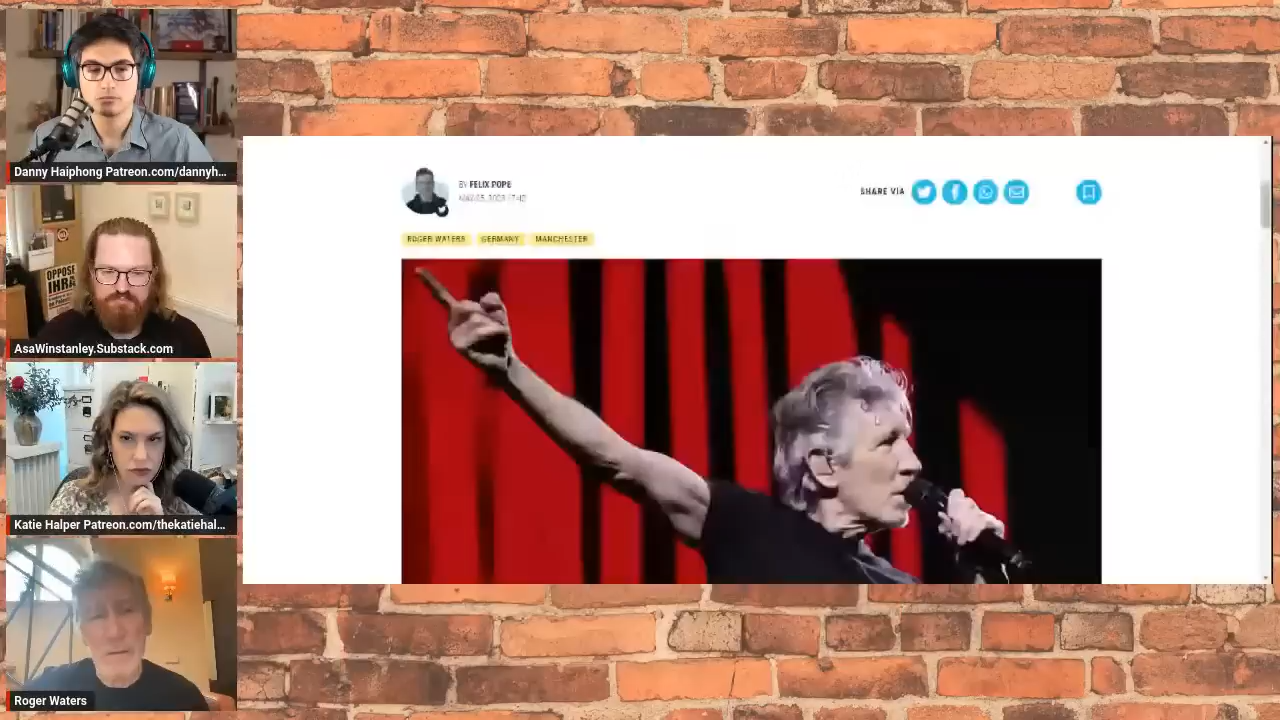 Danny Haiphong Patreon.com/dannyh...
OPPOSE
IHRA
AsaWinstanley.Substack.com
Katie Halper Patreon.com/thekatiehal...
Roger Waters
BY FELIX POPE
SHARE VIA
ROGER WATERS GERMANY MANCHESTER